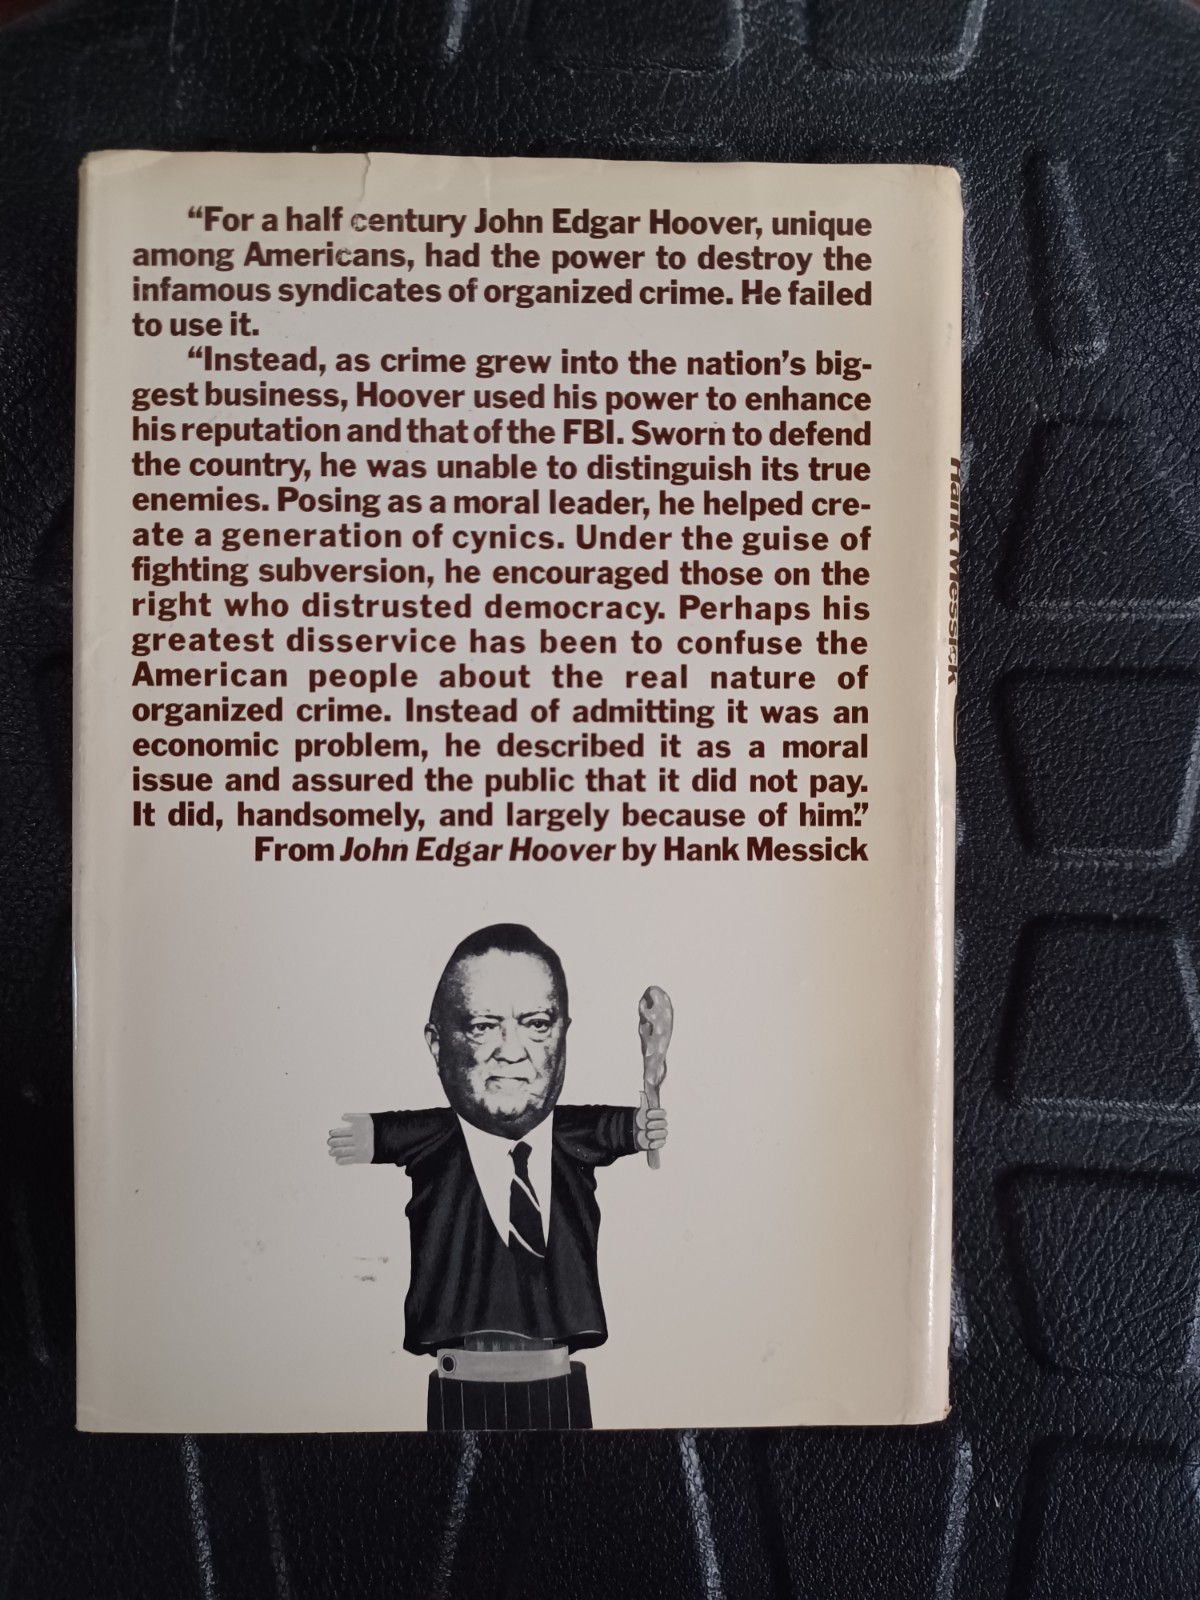 “For a half century John Edgar Hoover, unique
among Americans, had the power to destroy the
infamous syndicates of organized crime. He failed
to use it.
“Instead, as crime grew into the nation’s big-
gest business, Hoover used his power to enhance
his reputation and that of the FBI. Sworn to defend
the country, he was unable to distinguish its true
enemies. Posing as a moral leader, he helped cre-
ate a generation of cynics. Under the guise of
fighting subversion, he encouraged those on the
right who distrusted democracy. Perhaps his
greatest disservice has been to confuse the
American people about the real nature of
organized crime. Instead of admitting it was an
economic problem, he described it as a moral
issue and assured the public that it did not pay.
It did, handsomely, and largely because of him.”
From John Edgar Hoover by Hank Messick
Hank Messick